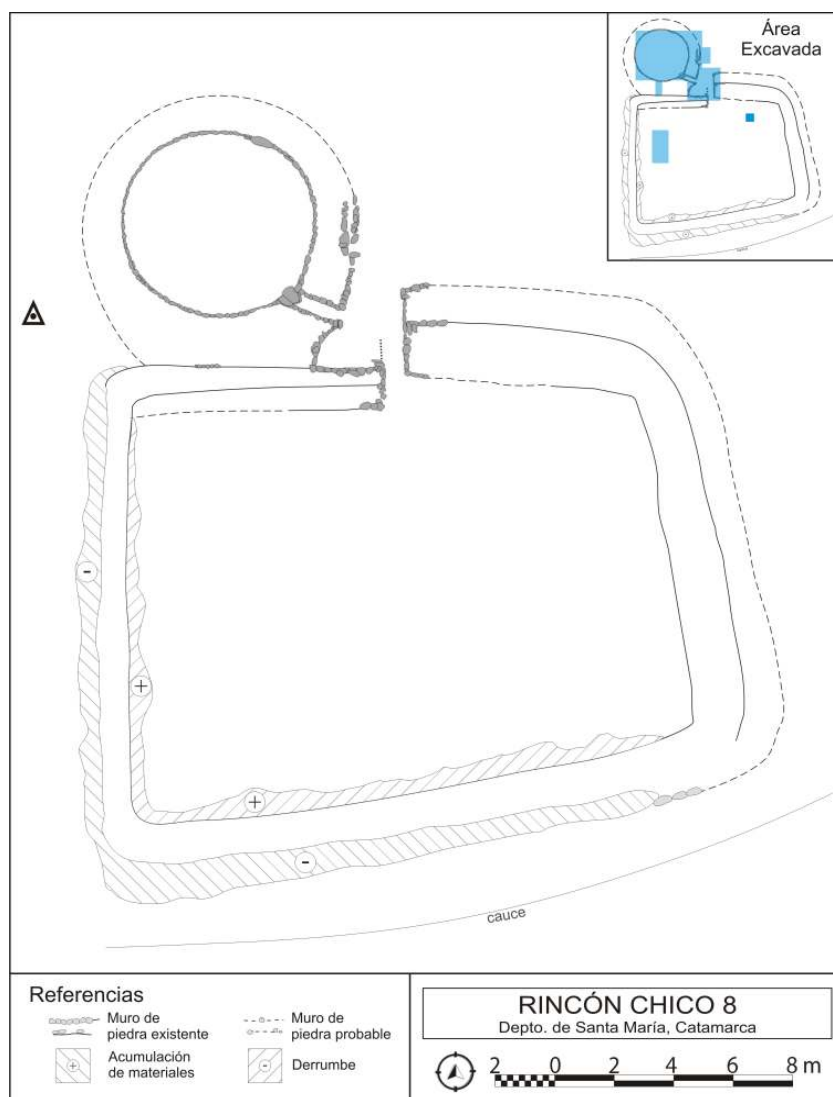 Área
Excavada
-
+
+
-
cauce
Referencias
Muro de
piedra existente
Muro de
piedra probable
+
Acumulación
de materiales
-
Derrumbe
RINCÓN CHICO 8
Depto. de Santa María, Catamarca
2 0 2 4 6 8 m